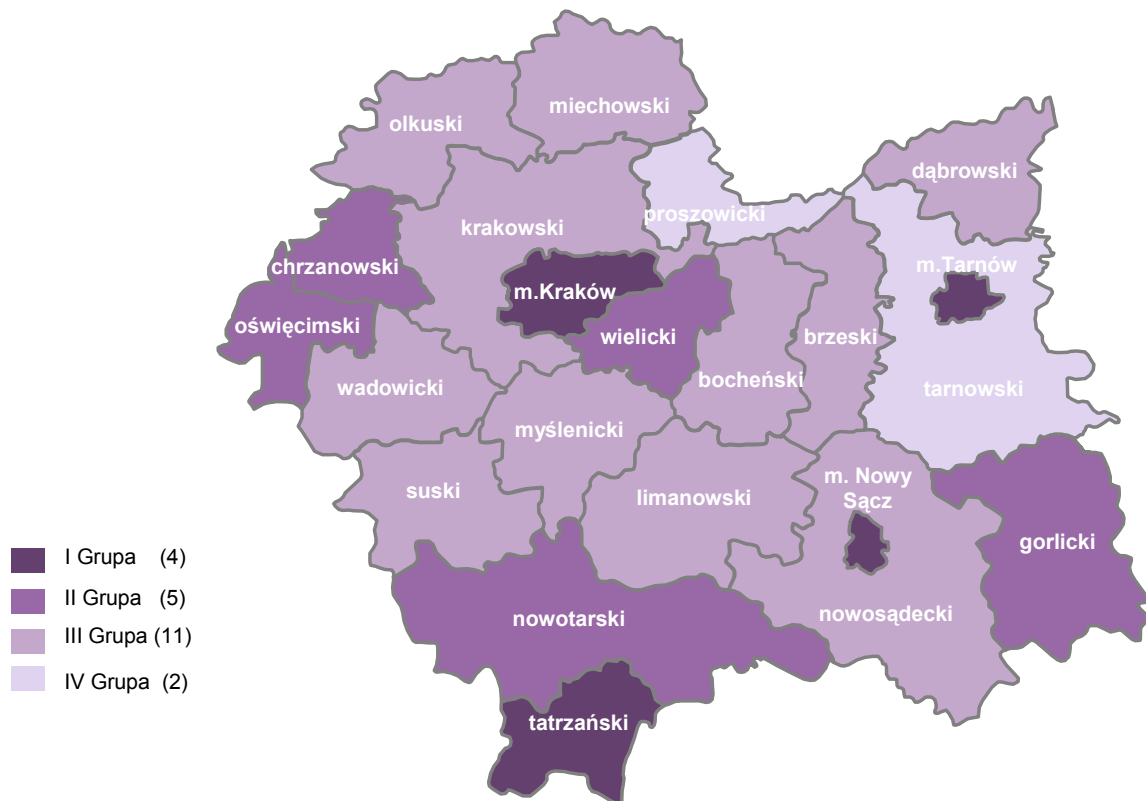 miechowski
olkuski
dąbrowski
proszowicki
krakowski
chrzanowski
m.Tarnów
m.Kraków
oświęcimski
wielicki
brzeski
bocheński
wadowicki
tarnowski
myślenicki
suski
limanowski
m. Nowy
Sącz
gorlicki
nowotarski
nowosądecki
tatrzański
I Grupa (4)
II Grupa (5)
III Grupa (11)
IV Grupa (2)